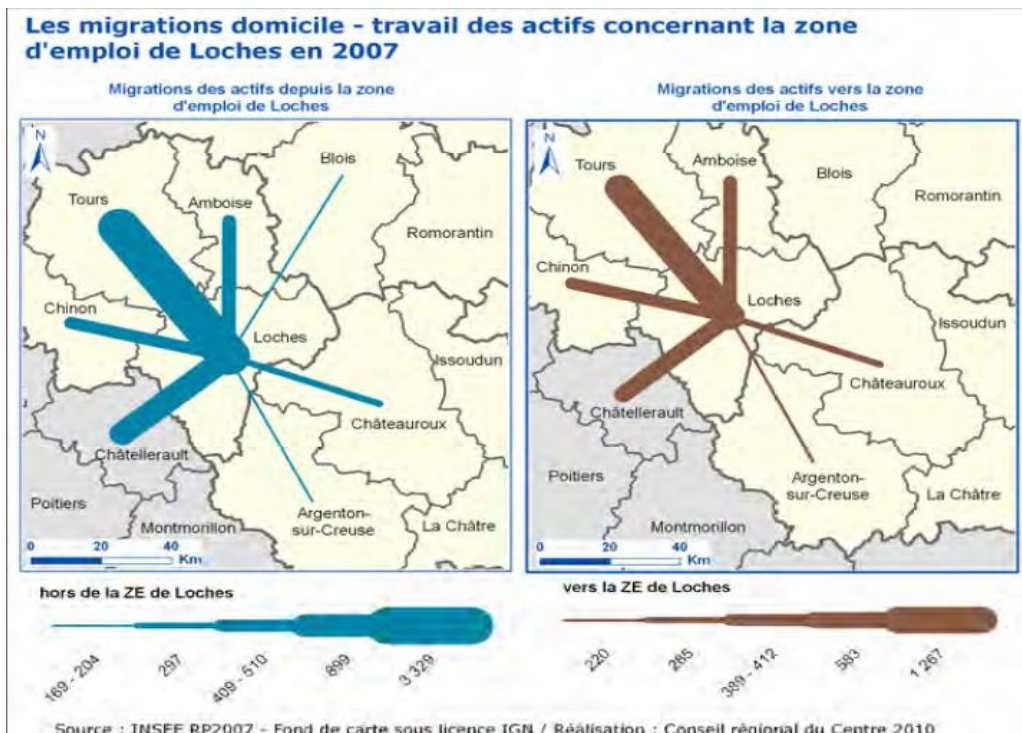 Les migrations domicile - travail des actifs concernant la zone
d'emploi de Loches en 2007
Migrations des actifs depuis la zone
d'emploi de Loches
N
Blois
Tours
Amboise
Romorantin
Chinon
Loches
Issoudun
Châteauroux
Châtellerault
Poitiers
Argenton-
sur-Creuse
La Châtre
Montmorillon
0 20 40
Km
hors de la ZE de Loches
169 - 204
297
409 - 510
899
3 329
Migrations des actifs vers la zone
d'emploi de Loches
N
Tours
Amboise
Blois
Romorantin
Chinon
Loches
Issoudun
Châteauroux
Châtellerault
Poitiers
Argenton-
sur-Creuse
La Châtre
Montmorillon
0 20 40
Km
vers la ZE de Loches
220
265
389 - 412
583
1 267
Source : INSEE RP2007 - Fond de carte sous licence IGN / Réalisation : Conseil régional du Centre 2010